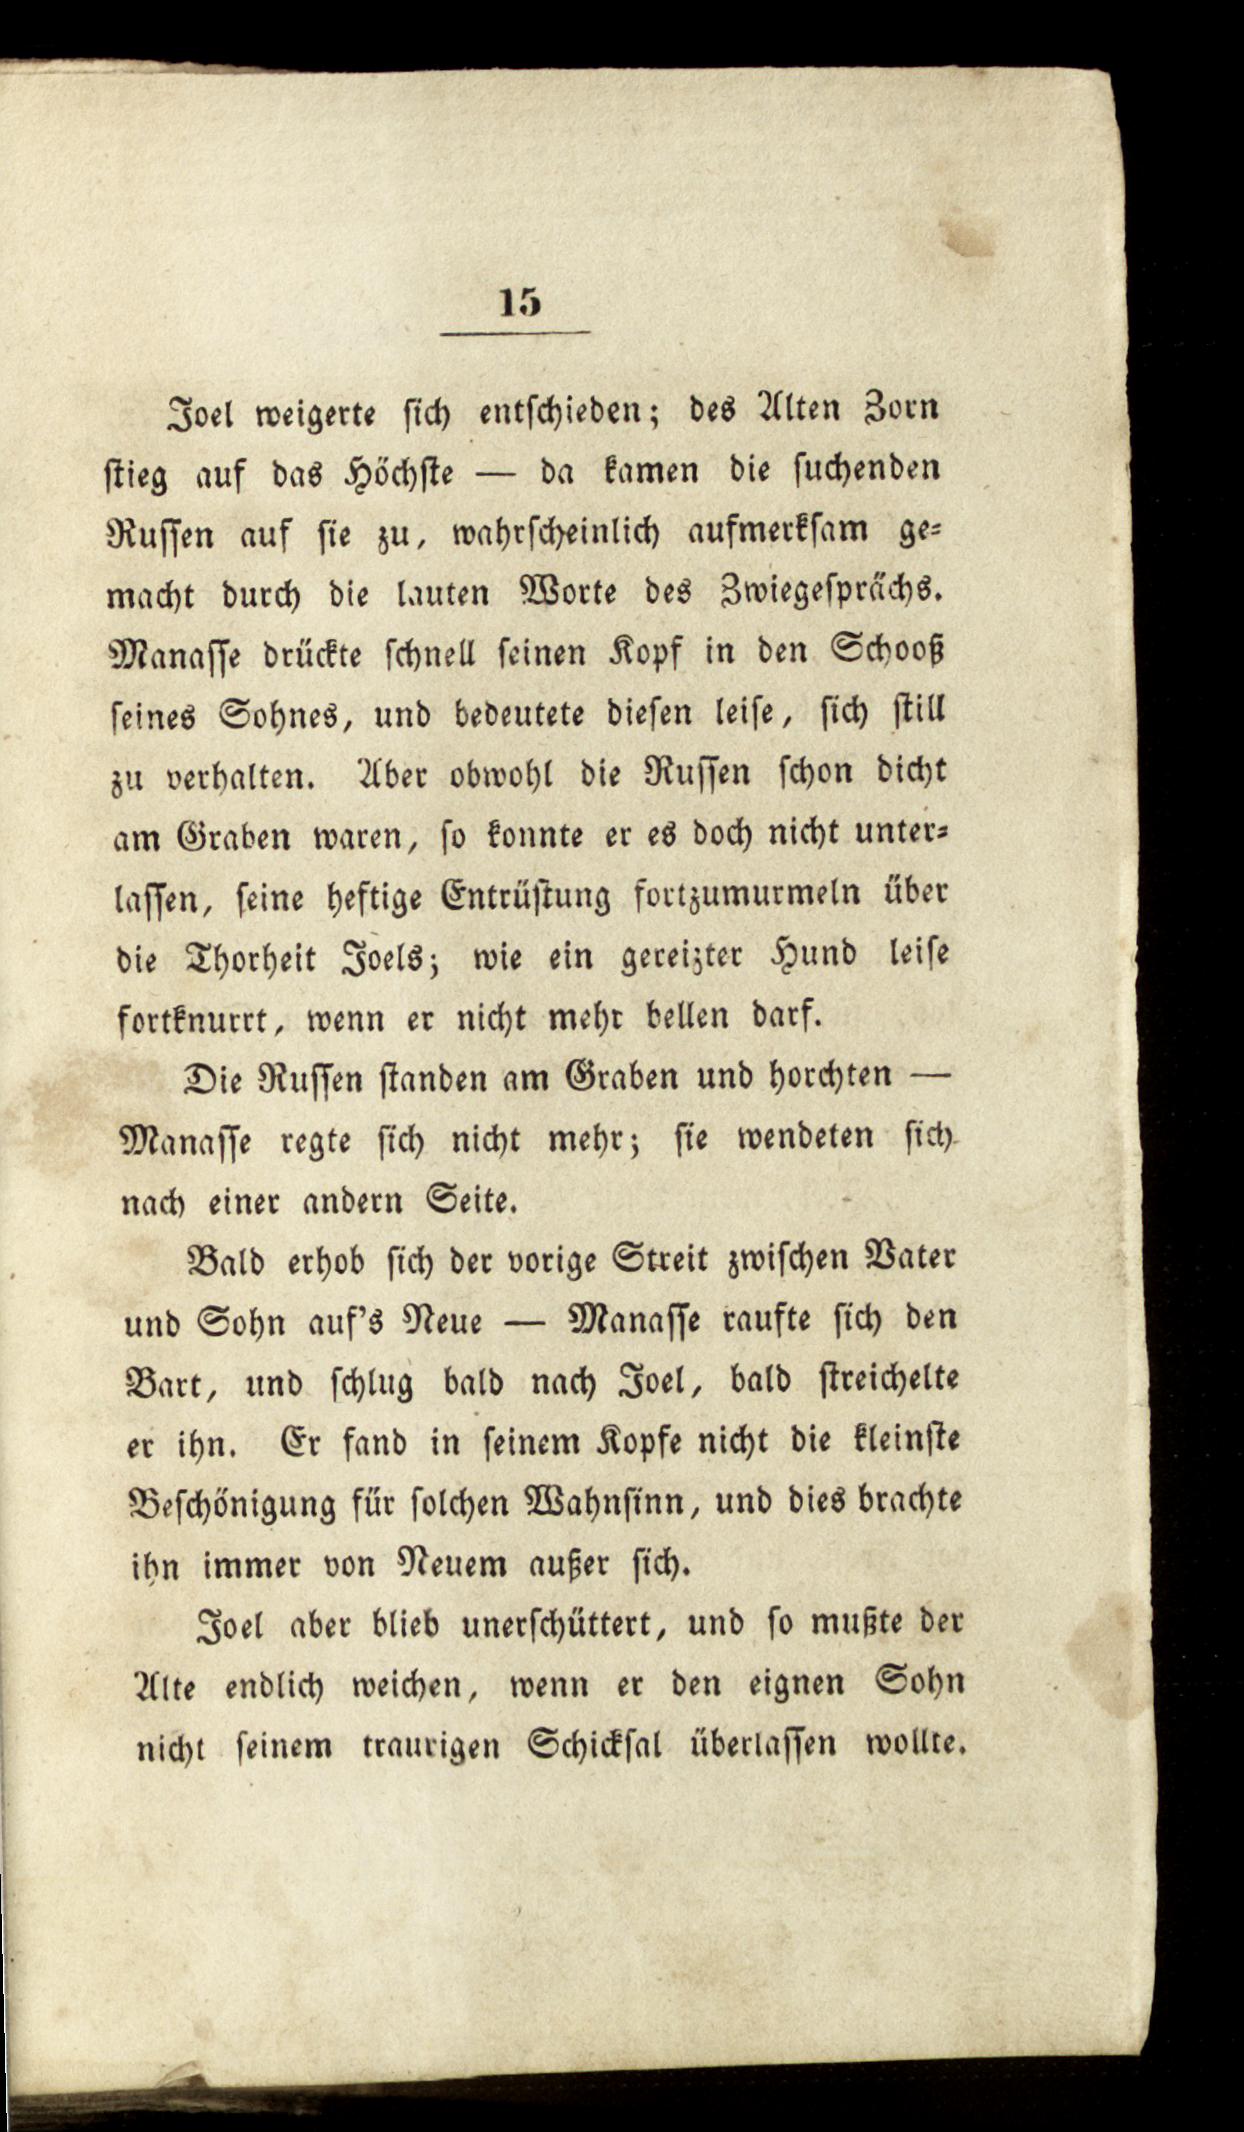 15
Joel weigerte ſich entſchieden; des Alten Zorn
ſtieg auf das Höchſte — da kamen die ſuchenden
Ruſſen auf ſie zu, wahrſcheinlich aufmerkſam ge⸗
macht durch die lauten Worte des Zwiegeſprächs.
Manaſſe drückte ſchnell ſeinen Kopf in den Schooß
ſeines Sohnes, und bedeutete dieſen leiſe, ſich ſtill
zu verhalten. Aber obwohl die Ruſſen ſchon dicht
am Graben waren, ſo konnte er es doch nicht unter⸗
laſſen, ſeine heftige Entrüſtung fortzumurmeln über
die Thorheit Joels; wie ein gereizter Hund leiſe
fortknurrt, wenn er nicht mehr bellen darf.
Die Ruſſen ſtanden am Graben und horchten —
Manaſſe regte ſich nicht mehr; ſie wendeten ſich
nach einer andern Seite.
Bald erhob ſich der vorige Streit zwiſchen Vater
und Sohn auf's Neue — Manaſſe raufte ſich den
Bart, und ſchlug bald nach Joel, bald ſtreichelte
er ihn. Er fand in ſeinem Kopfe nicht die kleinſte
Beſchönigung für ſolchen Wahnſinn, und dies brachte
ihn immer von Neuem außer ſich.
Joel aber blieb unerſchüttert, und ſo mußte der
Alte endlich weichen, wenn er den eignen Sohn
nicht ſeinem traurigen Schickſal überlaſſen wollte.